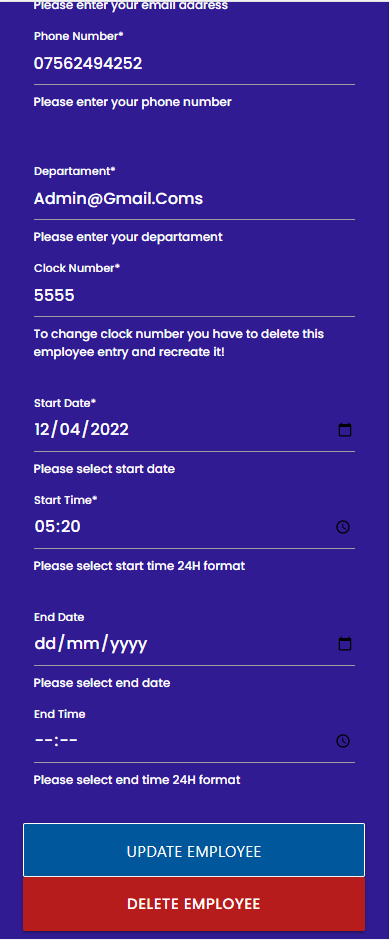 Please enter your email address
Phone Number*
07562494252
Please enter your phone number
Departament*
Admin@Gmail.Coms
Please enter your departament
Clock Number*
5555
To change clock number you have to delete this
employee entry and recreate it!
Start Date*
12/04/2022
Please select start date
Start Time*
05:20
Please select start time 24H format
End Date
dd/mm/yyyy
Please select end date
End Time
--:--
Please select end time 24H format
UPDATE EMPLOYEE
DELETE EMPLOYEE